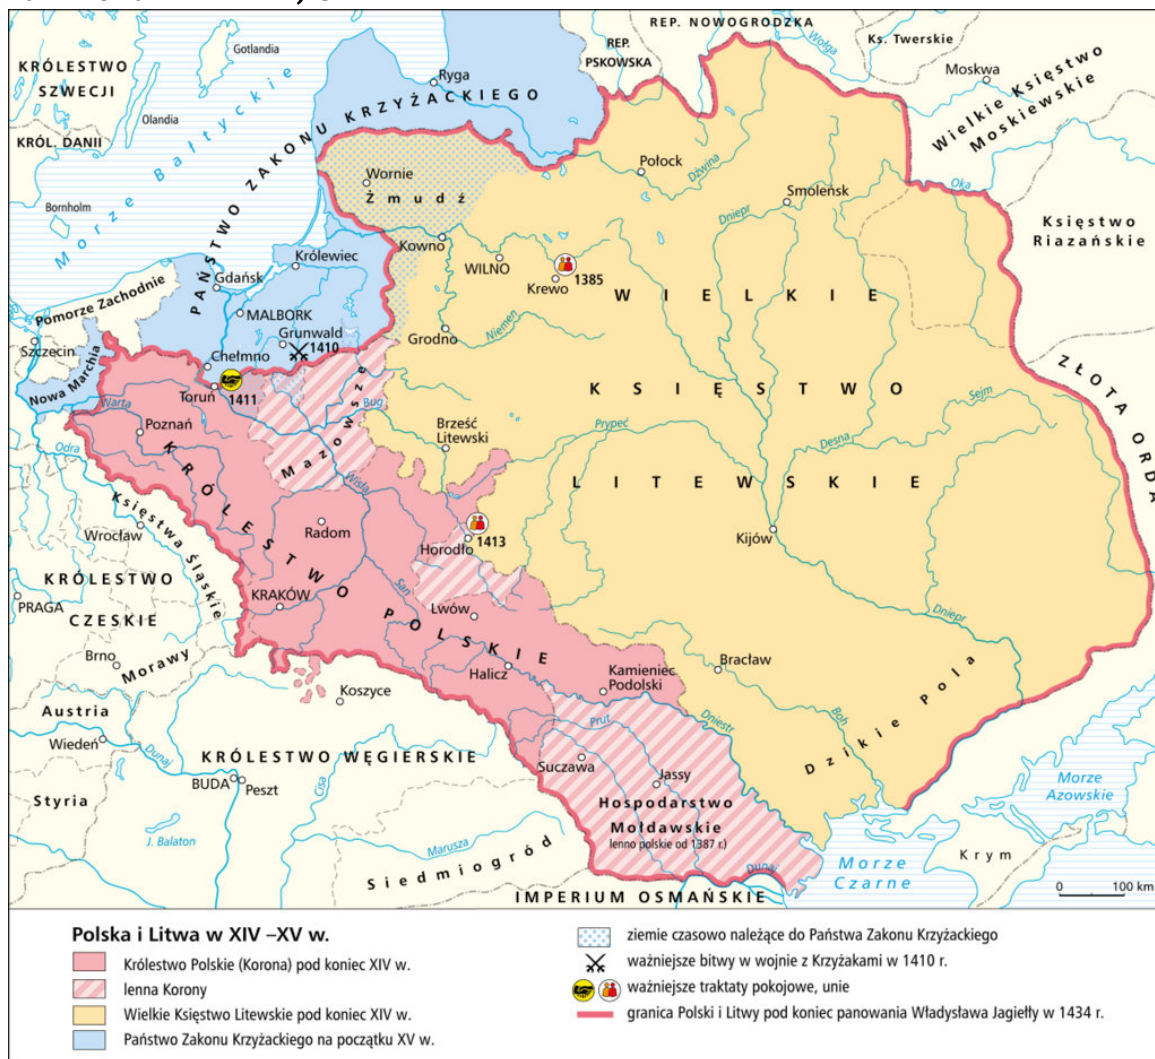 KRÓLESTWO
SZWECJI
KRÓL. DANII
Gotlandia
Olandia
Bornholm
Morze Bałtyckie
PAŃSTWO ZAKONU KRZYŻACKIEGO
Ryga
REP. NOWOGRODZKA
REP.
PSKOWSKA
Wołga
Ks. Twerskie
Moskwa
Wielkie Księstwo
Moskiewskie
Wornie
Żmudź
Połock
Dźwina
Smoleńsk
Dniepr
Oka
Księstwo
Riazańskie
Kowno
WILNO
Krewo
1385
Królewiec
Gdańsk
MALBORK
Grunwald
1410
Pomorze Zachodnie
Szczecin
Nowa Marchia
Chełmno
Toruń
1411
Grodno
Niemen
WIELKIE
KSIĘSTWO
LITEWSKIE
ZŁOTA ORDA
Warta
Poznań
Odra
Mazowsze
Bug
Brześć
Litewski
Prypeć
Desna
Sejm
KRÓLESTWO POLSKIE
Wisła
Radom
Horodło
1413
Kijów
Księstwa Śląskie
Wrocław
KRÓLESTWO
CZESKIE
PRAGA
Brno
Morawy
KRAKÓW
San
Lwów
Halicz
Kamieniec
Podolski
Bracław
Dniepr
Dzikie Pola
Boh
Dniestr
Koszyce
Austria
Wiedeń
Dunaj
Styria
KRÓLESTWO WĘGIERSKIE
BUDA
Peszt
Cisa
J. Balaton
Marusza
Siedmiogród
Prut
Suczawa
Jassy
Hospodarstwo
Mołdawskie
lenno polskie od 1387 r.)
Dunaj
IMPERIUM OSMAŃSKIE
Morze
Czarne
Morze
Azowskie
Krym
0 100 km
Polska i Litwa w XIV –XV w.
Królestwo Polskie (Korona) pod koniec XIV w.
lenna Korony
Wielkie Księstwo Litewskie pod koniec XIV w.
Państwo Zakonu Krzyżackiego na początku XV w.
ziemie czasowo należące do Państwa Zakonu Krzyżackiego
ważniejsze bitwy w wojnie z Krzyżakami w 1410 r.
ważniejsze traktaty pokojowe, unie
granica Polski i Litwy pod koniec panowania Władysława Jagiełły w 1434 r.